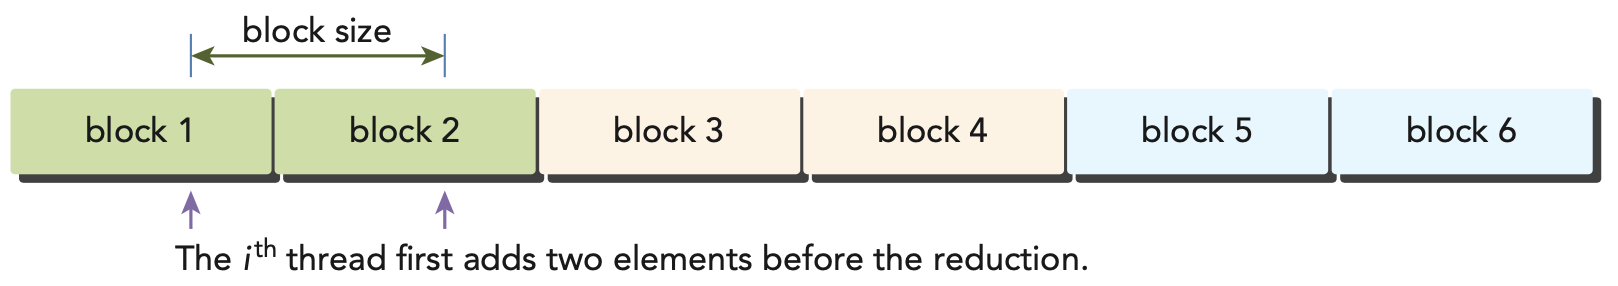 block size
block 1 block 2 block 3 block 4 block 5 block 6
The ith thread first adds two elements before the reduction.